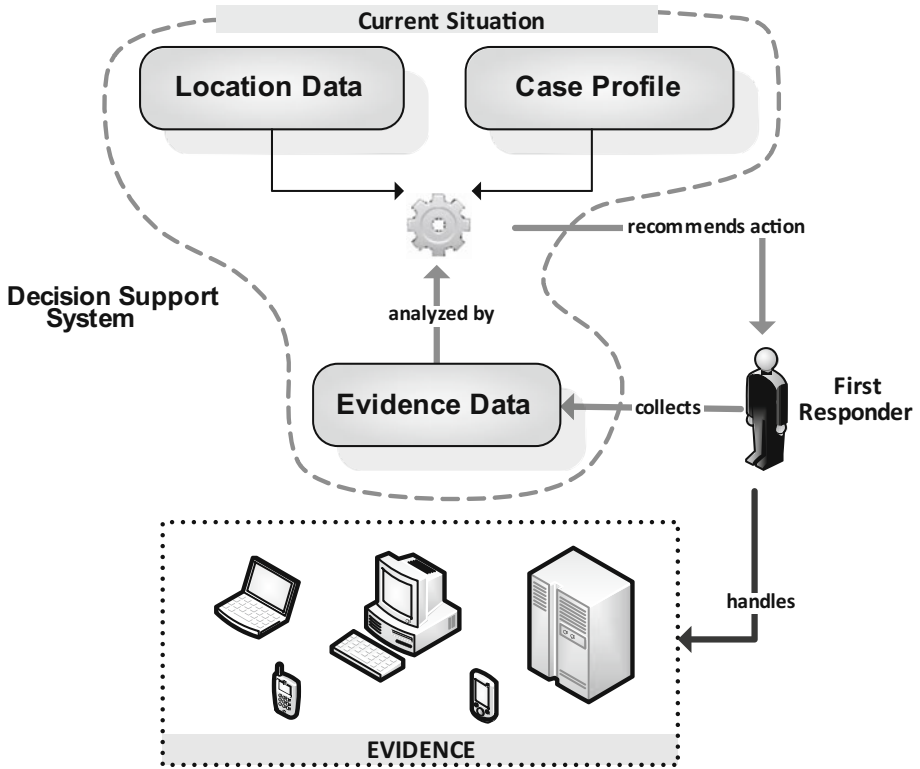 Current Situation
Location Data
Case Profile
recommends action
Decision Support
System
analyzed by
Evidence Data
collects
First
Responder
handles
EVIDENCE